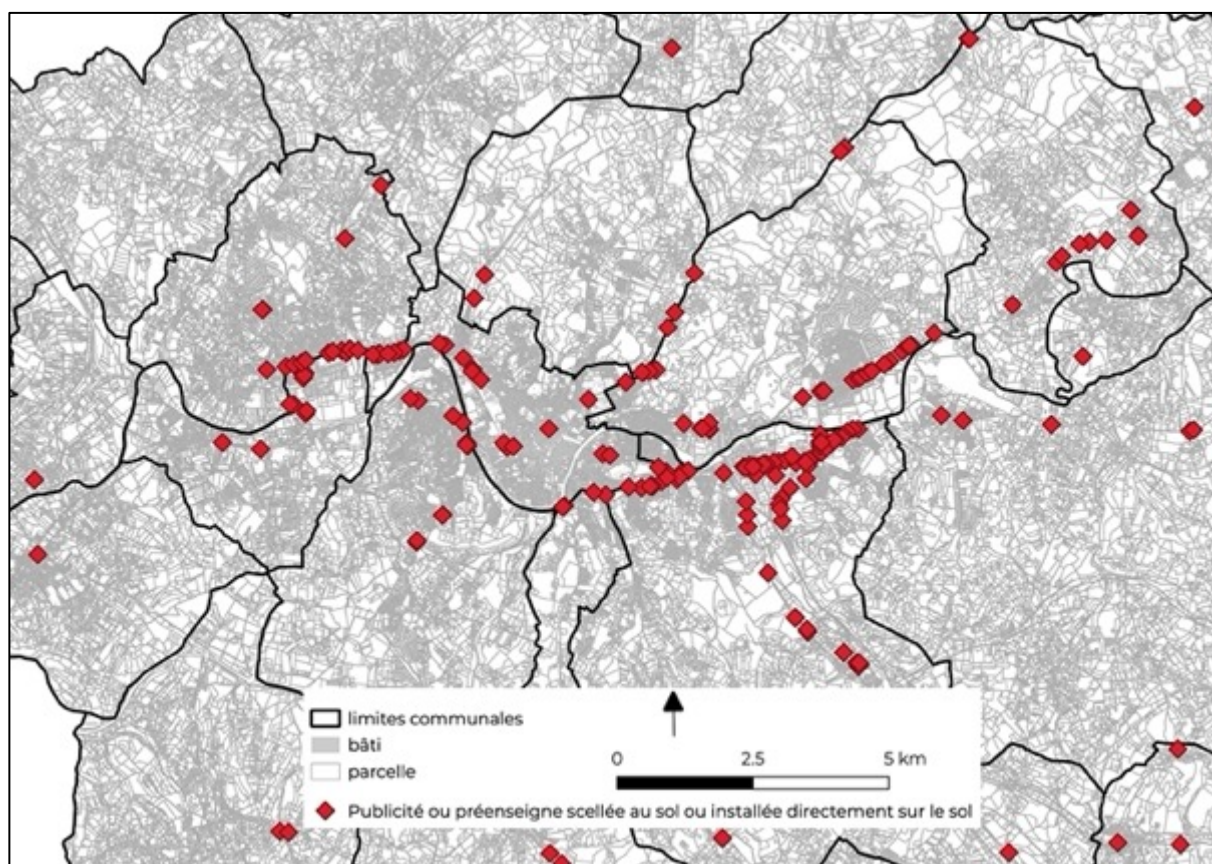 limites communales
bâti
parcelle
0 2.5 5 km
Publicité ou préenseigne scellée au sol ou installée directement sur le sol